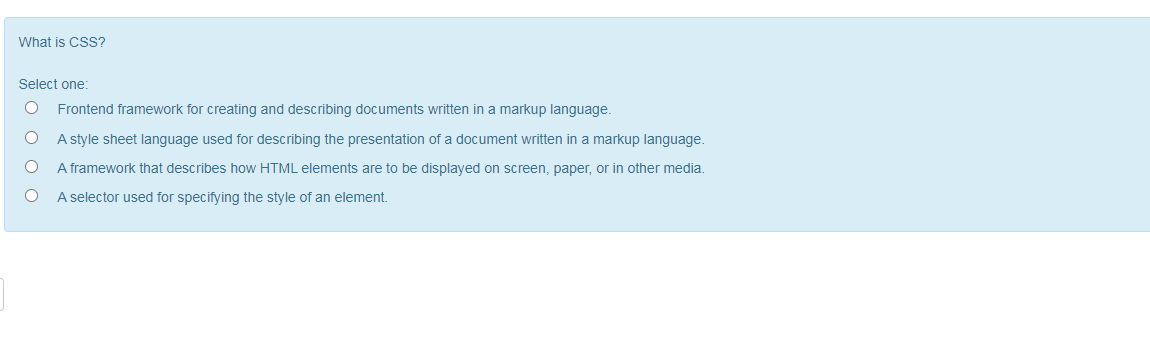 What is CSS?
Select one:
Frontend framework for creating and describing documents written in a markup language.
A style sheet language used for describing the presentation of a document written in a markup language.
A framework that describes how HTML elements are to be displayed on screen, paper, or in other media.
A selector used for specifying the style of an element.